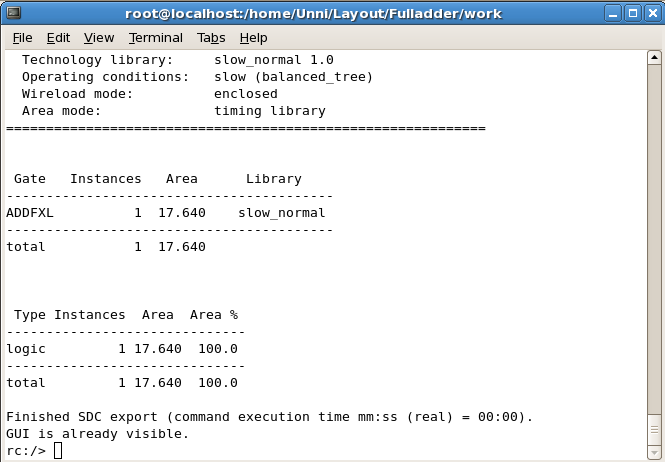 root@localhost:/home/Unni/Layout/Fulladder/work
File Edit View Terminal Tabs Help
  Technology library:     slow_normal 1.0
  Operating conditions:   slow (balanced_tree)
  Wireload mode:          enclosed
  Area mode:              timing library
============================================================
 Gate   Instances   Area      Library
-----------------------------------------
ADDFXL          1  17.640    slow_normal
-----------------------------------------
total           1  17.640
 Type Instances  Area  Area %
------------------------------
logic         1 17.640  100.0
------------------------------
total         1 17.640  100.0
Finished SDC export (command execution time mm:ss (real) = 00:00).
GUI is already visible.
rc:/>